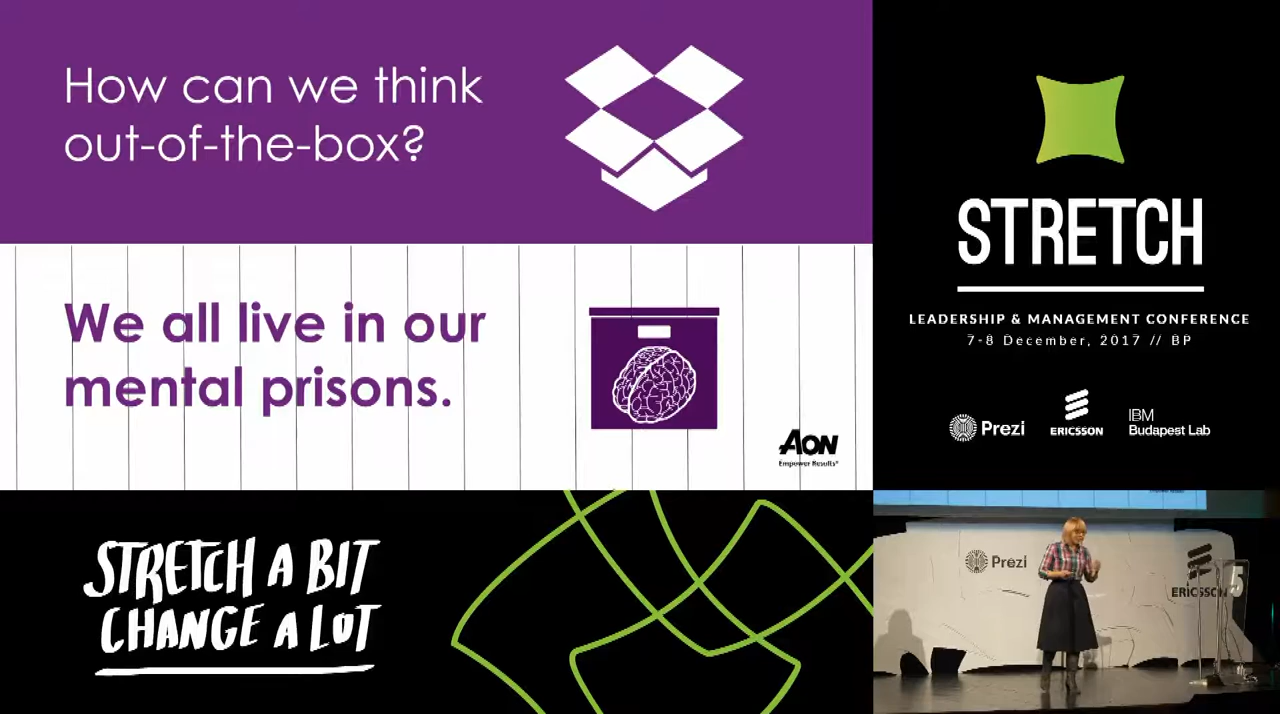 How can we think
out-of-the-box?
We all live in our
mental prisons.
AON
Empower Results®
STRETCH A BIT
CHANGE A LOT
STRETCH
LEADERSHIP & MANAGEMENT CONFERENCE
7-8 December, 2017 // BP
Prezi
ERICSSON
IBM
Budapest Lab
Prezi
ERICSSON
5